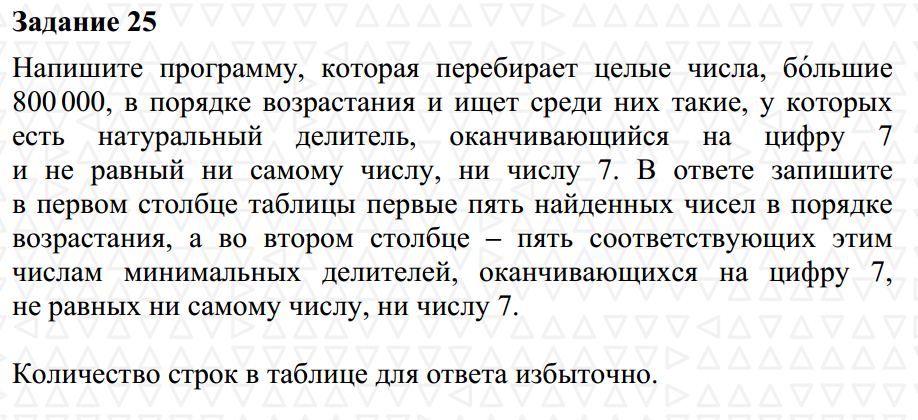 Задание 25
Напишите программу, которая перебирает целые числа, бо́льшие
800 000, в порядке возрастания и ищет среди них такие, у которых
есть натуральный делитель, оканчивающийся на цифру 7
и не равный ни самому числу, ни числу 7. В ответе запишите
в первом столбце таблицы первые пять найденных чисел в порядке
возрастания, а во втором столбце – пять соответствующих этим
числам минимальных делителей, оканчивающихся на цифру 7,
не равных ни самому числу, ни числу 7.
Количество строк в таблице для ответа избыточно.